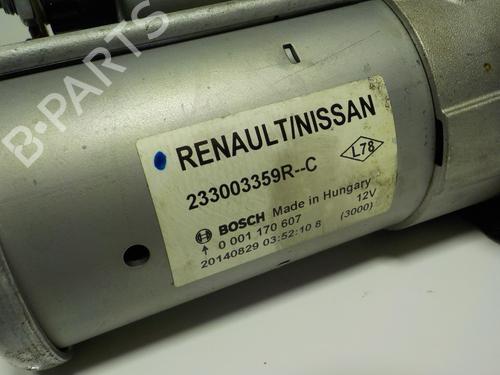 B-PARTS
RENAULT/NISSAN
233003359R--C
L78
BOSCH Made in Hungary
0 001 170 607 12V
20140829 03:52:10 8 (3000)